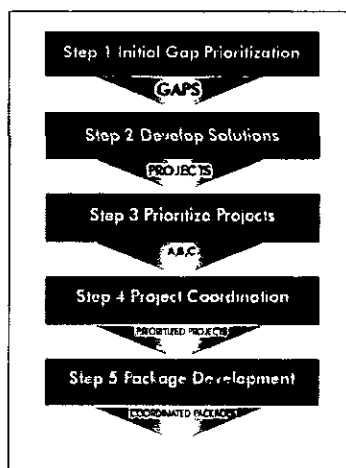 Step 1 Initial Gap Prioritization
GAPS
Step 2 Develop Solutions
PROJECTS
Step 3 Prioritize Projects
A,B,C
Step 4 Project Coordination
PRIORITIZED PROJECTS
Step 5 Package Development
COORDINATED PACKAGES